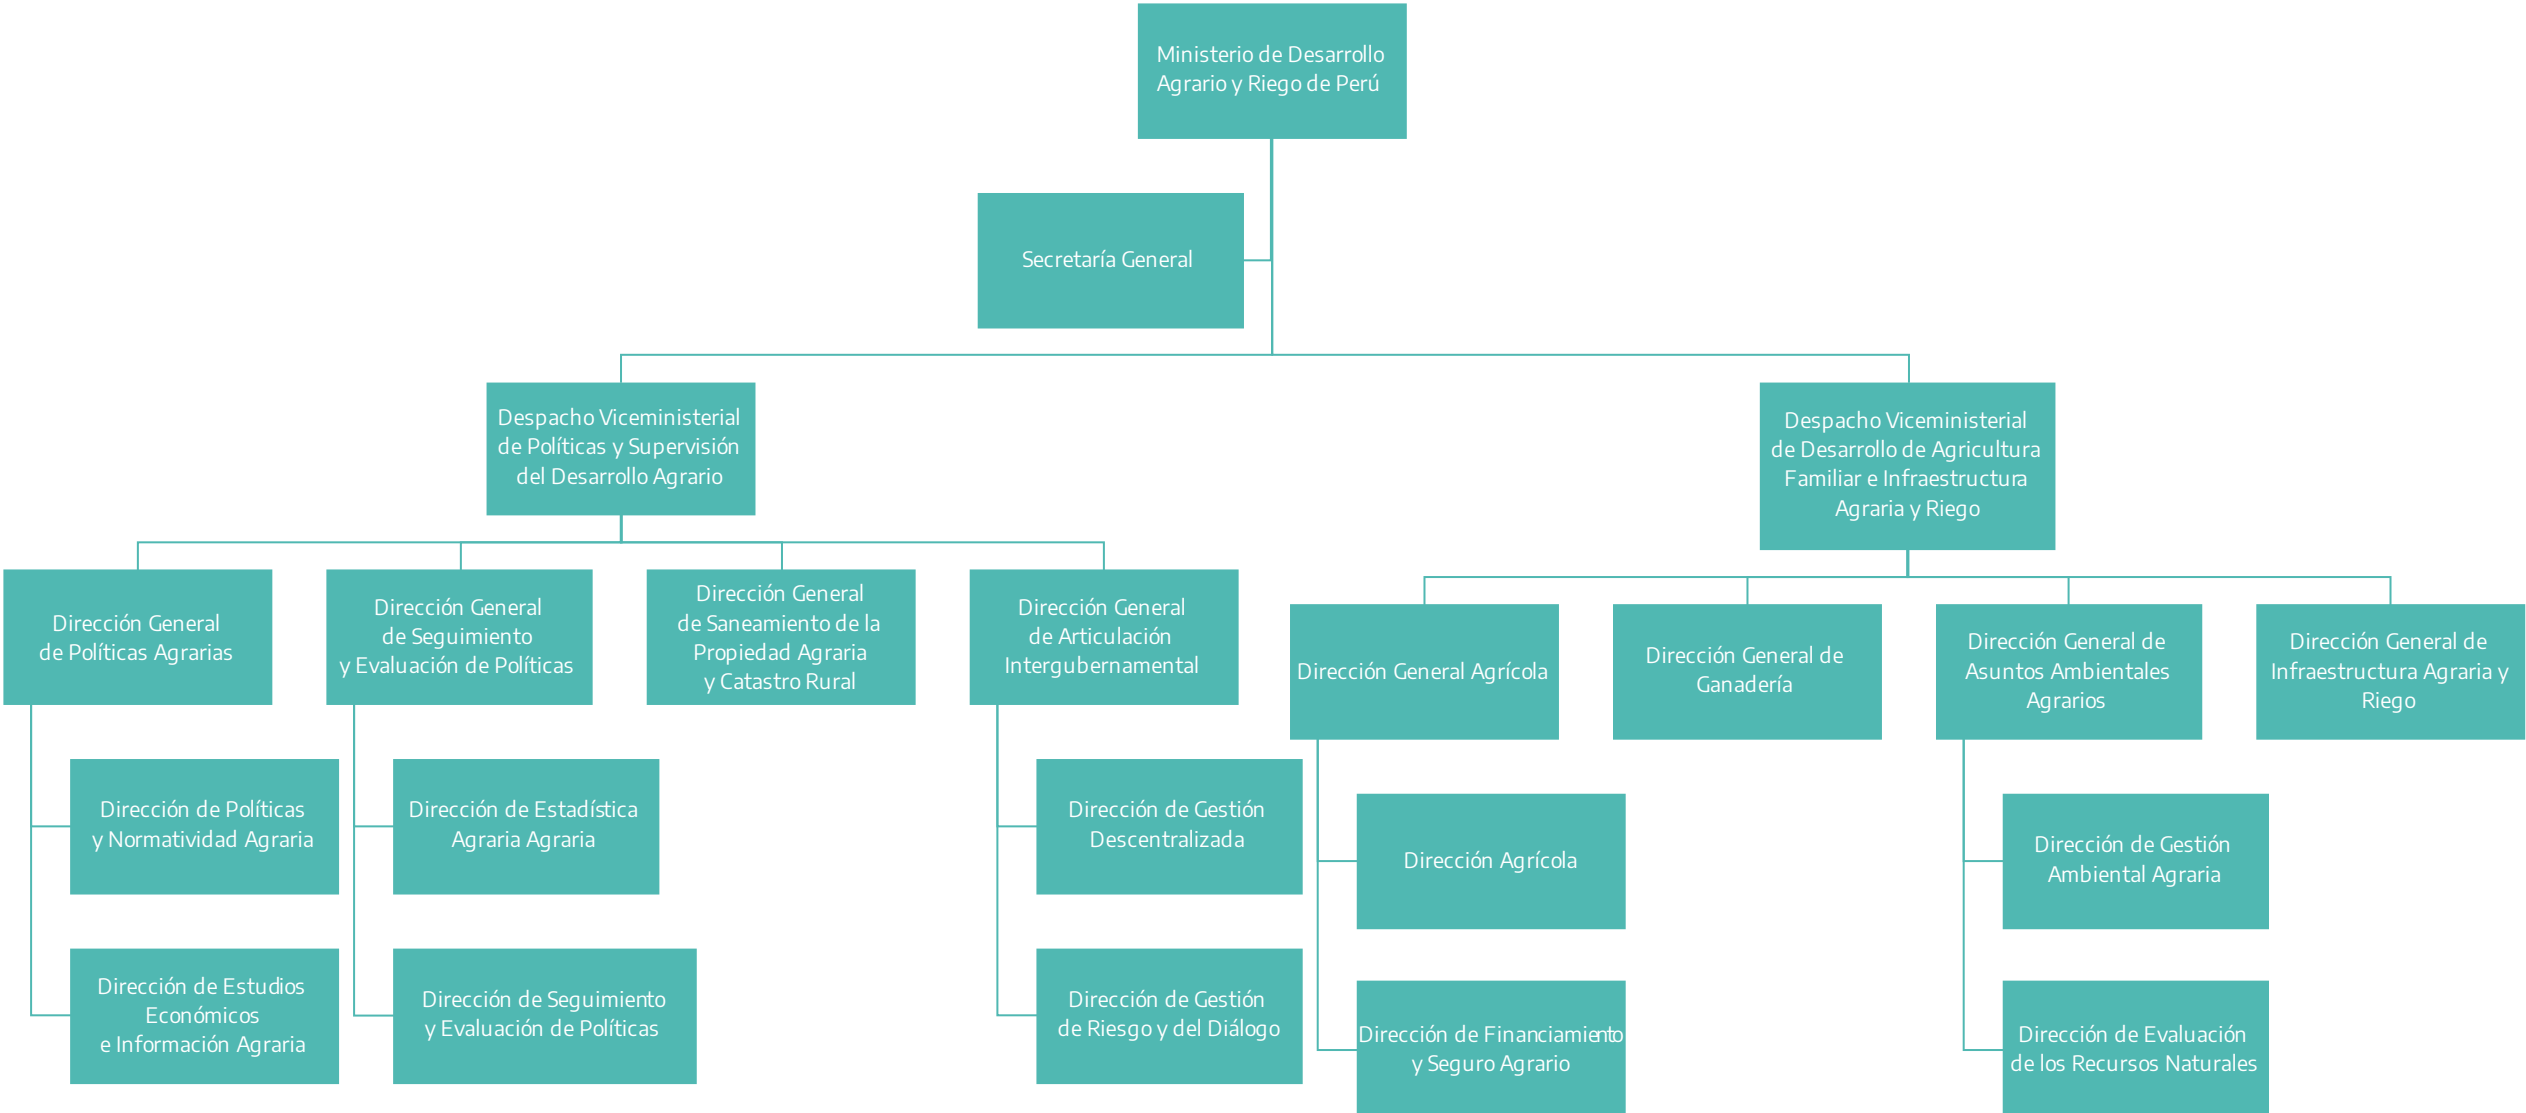 Ministerio de Desarrollo
Agrario y Riego de Perú
Secretaría General
Despacho Viceministerial
de Políticas y Supervisión
del Desarrollo Agrario
Despacho Viceministerial
de Desarrollo de Agricultura
Familiar e Infraestructura
Agraria y Riego
Dirección General
de Políticas Agrarias
Dirección General
de Seguimiento
y Evaluación de Políticas
Dirección General
de Saneamiento de la
Propiedad Agraria
y Catastro Rural
Dirección General
de Articulación
Intergubernamental
Dirección General Agrícola
Dirección General de
Ganadería
Dirección General de
Asuntos Ambientales
Agrarios
Dirección General de
Infraestructura Agraria y
Riego
Dirección de Políticas
y Normatividad Agraria
Dirección de Estadística
Agraria Agraria
Dirección de Gestión
Descentralizada
Dirección Agrícola
Dirección de Gestión
Ambiental Agraria
Dirección de Estudios
Económicos
e Información Agraria
Dirección de Seguimiento
y Evaluación de Políticas
Dirección de Gestión
de Riesgo y del Diálogo
Dirección de Financiamiento
y Seguro Agrario
Dirección de Evaluación
de los Recursos Naturales